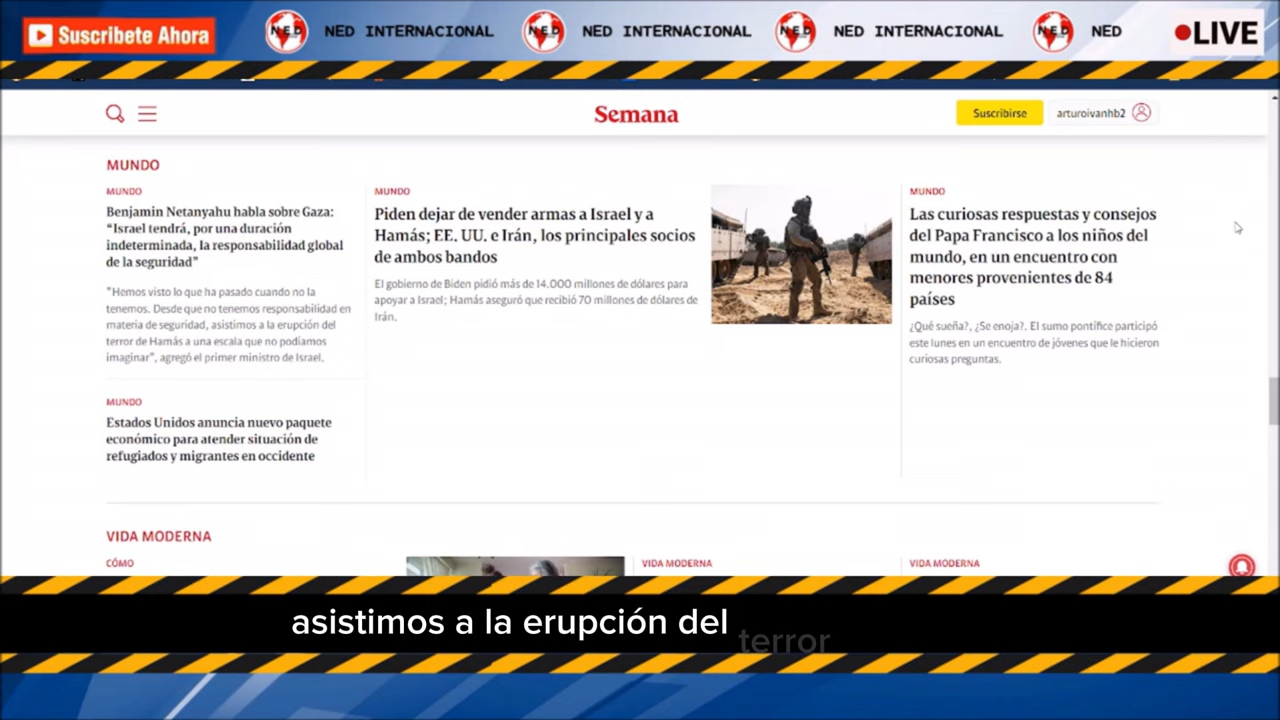 Suscribete Ahora
NED
NED INTERNACIONAL
NED
NED INTERNACIONAL
NED
NED INTERNACIONAL
NED
NED
LIVE
Semana
Suscribirse
arturoivanhb2
MUNDO
MUNDO
Benjamin Netanyahu habla sobre Gaza:
“Israel tendrá, por una duración
indeterminada, la responsabilidad global
de la seguridad”
"Hemos visto lo que ha pasado cuando no la
tenemos. Desde que no tenemos responsabilidad en
materia de seguridad, asistimos a la erupción del
terror de Hamás a una escala que no podíamos
imaginar”, agregó el primer ministro de Israel.
MUNDO
Estados Unidos anuncia nuevo paquete
económico para atender situación de
refugiados y migrantes en occidente
MUNDO
Piden dejar de vender armas a Israel y a
Hamás; EE. UU. e Irán, los principales socios
de ambos bandos
El gobierno de Biden pidió más de 14.000 millones de dólares para
apoyar a Israel; Hamás aseguró que recibió 70 millones de dólares de
Irán.
MUNDO
Las curiosas respuestas y consejos
del Papa Francisco a los niños del
mundo, en un encuentro con
menores provenientes de 84
países
¿Qué sueña?, ¿Se enoja?. El sumo pontífice participó
este lunes en un encuentro de jóvenes que le hicieron
curiosas preguntas.
VIDA MODERNA
CÓMO
VIDA MODERNA
VIDA MODERNA
asistimos a la erupción del terror